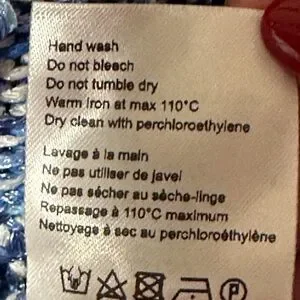 Hand wash
Do not bleach
Do not tumble dry
Warm iron at max 110°C
Dry clean with perchloroethylene
Lavage à la main
Ne pas utiliser de javel
Ne pas sécher au sèche-linge
Repassage à 110°C maximum
Nettoyage à sec au perchloroéthylène
P